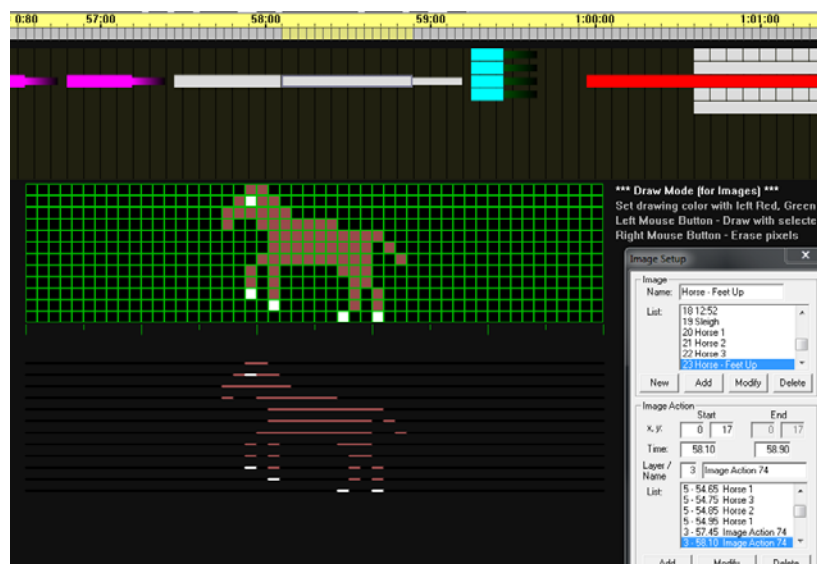 0:80 57:00 58:00 59:00 1:00:00 1:01:00
*** Draw Mode (for Images) ***
Set drawing color with left Red, Green
Left Mouse Button - Draw with selecte
Right Mouse Button - Erase pixels
Image Setup
Image
Name: Horse - Feet Up
List: 18 12:52
19 Sleigh
20 Horse 1
21 Horse 2
22 Horse 3
23 Horse - Feet Up
New Add Modify Delete
Image Action
Start End
x, y: 0 17 0 17
Time: 58.10 58.90
Layer / Name 3 Image Action 74
List: 5 - 54.65 Horse 1
5 - 54.75 Horse 3
5 - 54.85 Horse 2
5 - 54.95 Horse 1
3 - 57.45 Image Action 74
3 - 58.10 Image Action 74
Add Modify Delete